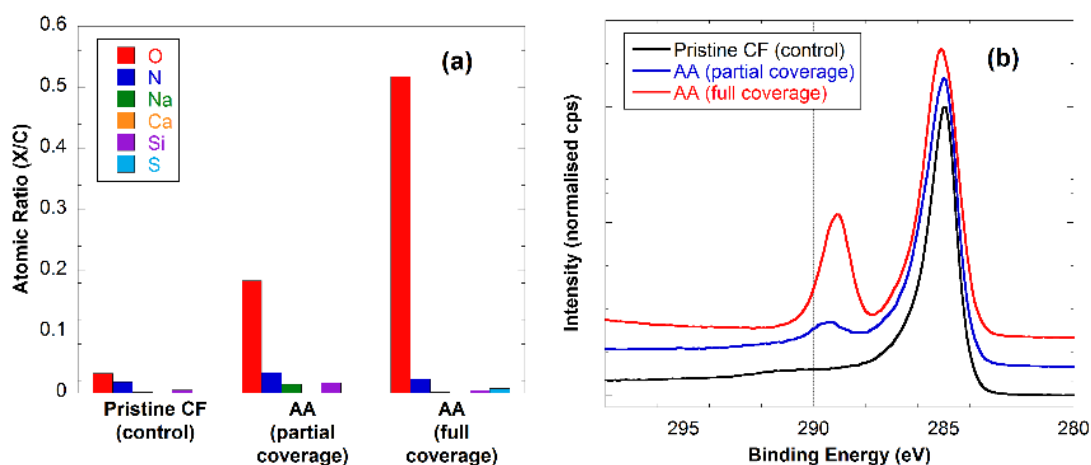 0.6
0.5
0.4
0.3
0.2
0.1
0
Atomic Ratio (X/C)
O
N
Na
Ca
Si
S
(a)
Pristine CF
(control)
AA
(partial
coverage)
AA
(full
coverage)
Pristine CF (control)
AA (partial coverage)
AA (full coverage)
(b)
Intensity (normalised cps)
295
290
285
280
Binding Energy (eV)